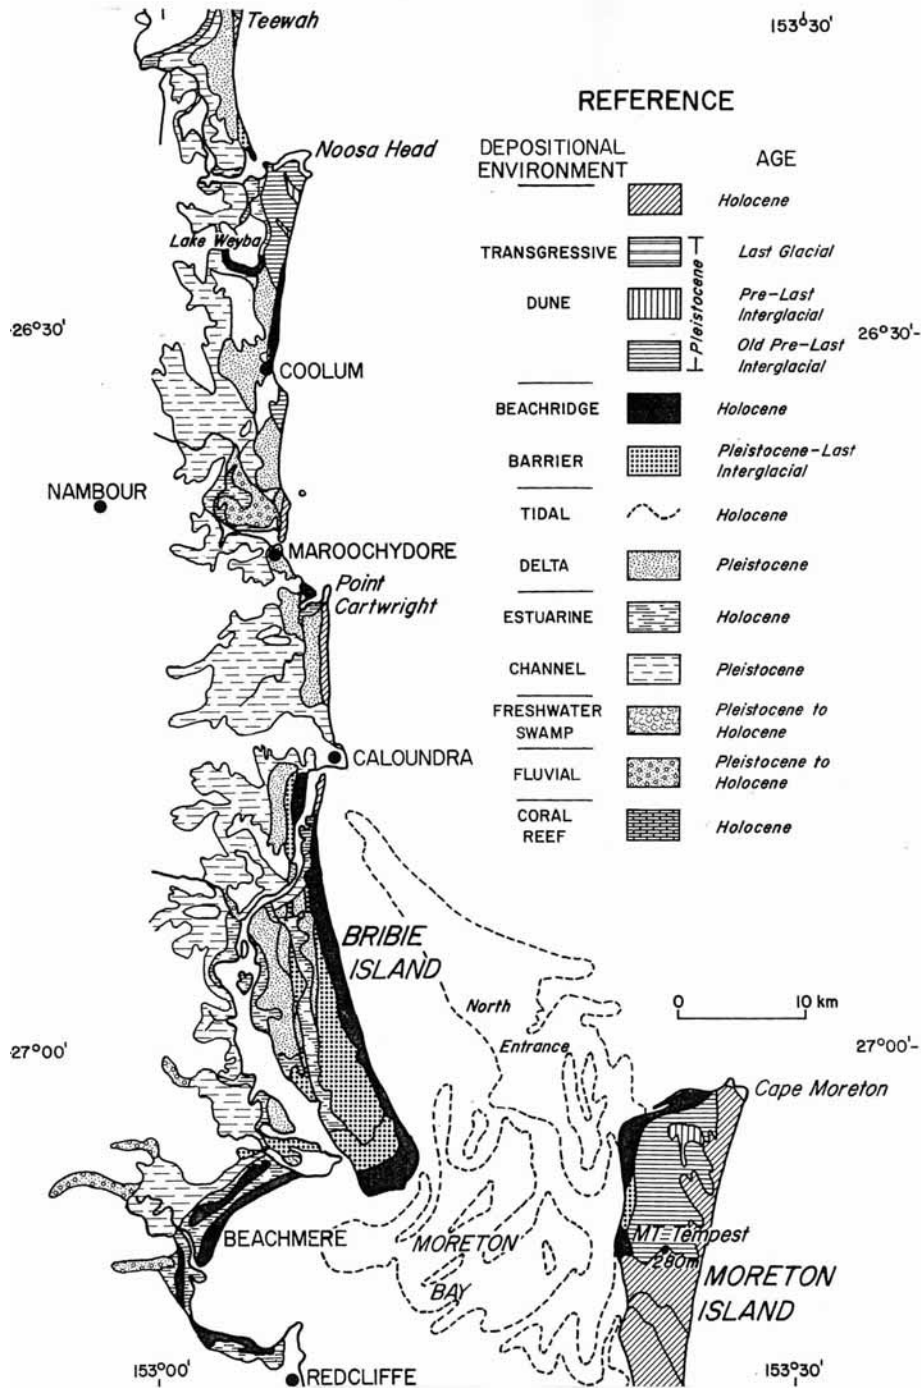 Teewah
153°30'
REFERENCE
DEPOSITIONAL
ENVIRONMENT
AGE
Holocene
TRANSGRESSIVE
Last Glacial
DUNE
Pre-Last
Interglacial
Old Pre-Last
Interglacial
Pleistocene
BEACHRIDGE
Holocene
BARRIER
Pleistocene-Last
Interglacial
TIDAL
Holocene
DELTA
Pleistocene
ESTUARINE
Holocene
CHANNEL
Pleistocene
FRESHWATER
SWAMP
Pleistocene to
Holocene
FLUVIAL
Pleistocene to
Holocene
CORAL
REEF
Holocene
Noosa Head
Lake Weyba
26°30'
26°30'
COOLUM
NAMBOUR
MAROOCHYDORE
Point
Cartwright
CALOUNDRA
BRIBIE
ISLAND
North
Entrance
0 10 km
27°00'
27°00'
Cape Moreton
BEACHMERE
MORETON
BAY
MT Tempest
280m
MORETON
ISLAND
153°00'
REDCLIFFE
153°30'